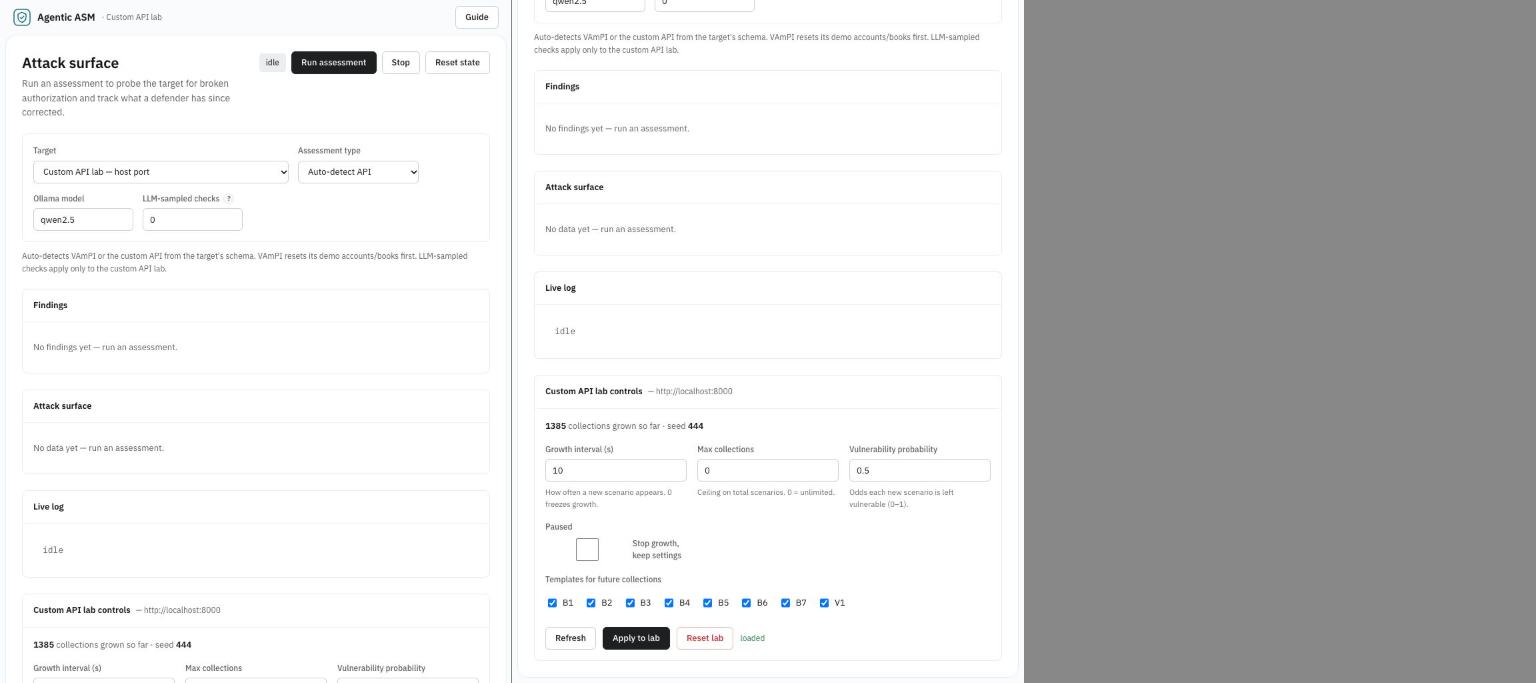 Agentic ASM · Custom API lab
Guide
Attack surface
idle
Run assessment
Stop
Reset state
Run an assessment to probe the target for broken
authorization and track what a defender has since
corrected.
Target
Assessment type
Custom API lab — host port
Auto-detect API
Ollama model
LLM-sampled checks ?
qwen2.5
0
Auto-detects VAmPI or the custom API from the target's schema. VAmPI resets its demo accounts/books first. LLM-sampled
checks apply only to the custom API lab.
Findings
No findings yet — run an assessment.
Attack surface
No data yet — run an assessment.
Live log
idle
Custom API lab controls — http://localhost:8000
1385 collections grown so far · seed 444
Growth interval (s)
Max collections
Vulnerability probability
qwen2.5
0
Auto-detects VAmPI or the custom API from the target's schema. VAmPI resets its demo accounts/books first. LLM-sampled
checks apply only to the custom API lab.
Findings
No findings yet — run an assessment.
Attack surface
No data yet — run an assessment.
Live log
idle
Custom API lab controls — http://localhost:8000
1385 collections grown so far · seed 444
Growth interval (s)
Max collections
Vulnerability probability
10
0
0.5
How often a new scenario appears. 0
freezes growth.
Ceiling on total scenarios. 0 = unlimited.
Odds each new scenario is left
vulnerable (0–1).
Paused
Stop growth,
keep settings
Templates for future collections
B1 B2 B3 B4 B5 B6 B7 V1
Refresh
Apply to lab
Reset lab
loaded